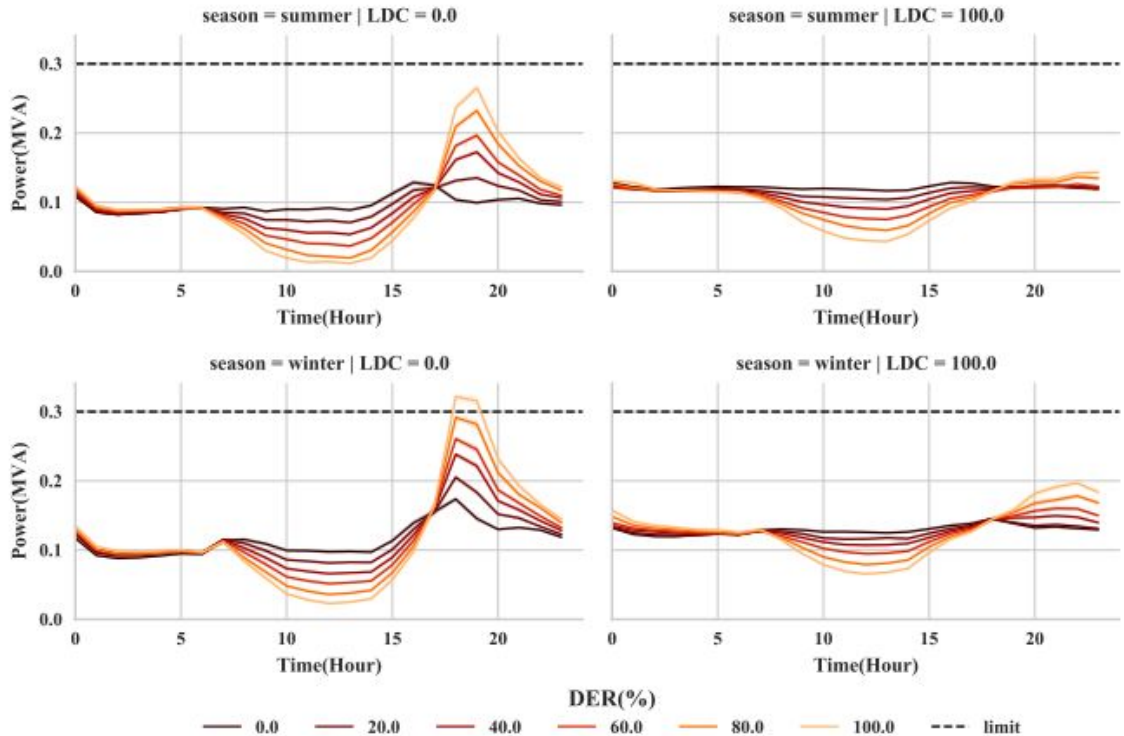 season = summer | LDC = 0.0
season = summer | LDC = 100.0
Power(MVA)
0.3
0.2
0.1
0.0
0 5 10 15 20
0 5 10 15 20
Time(Hour)
Time(Hour)
season = winter | LDC = 0.0
season = winter | LDC = 100.0
Power(MVA)
0.3
0.2
0.1
0.0
0 5 10 15 20
0 5 10 15 20
Time(Hour)
Time(Hour)
DER(%)
0.0 20.0 40.0 60.0 80.0 100.0 limit